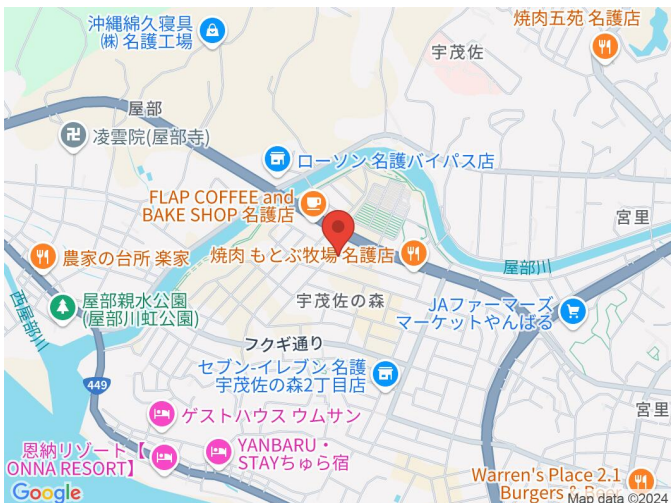 沖縄綿久寝具
㈱ 名護工場
焼肉五苑 名護店
宇茂佐
屋部
卍
凌雲院(屋部寺)
ローソン 名護バイパス店
FLAP COFFEE and
BAKE SHOP 名護店
宮里
農家の台所 楽家
焼肉 もとぶ牧場 名護店
屋部川
西屋部川
屋部親水公園
(屋部川虹公園)
宇茂佐の森
JAファーマーズ
マーケットやんばる
フクギ通り
セブン-イレブン 名護
宇茂佐の森2丁目店
449
ゲストハウス ウムサン
宮里
恩納リゾート【
ONNA RESORT】
YANBARU・
STAYちゅら宿
Warren's Place 2.1
Burgers &
Google
Map data ©2024